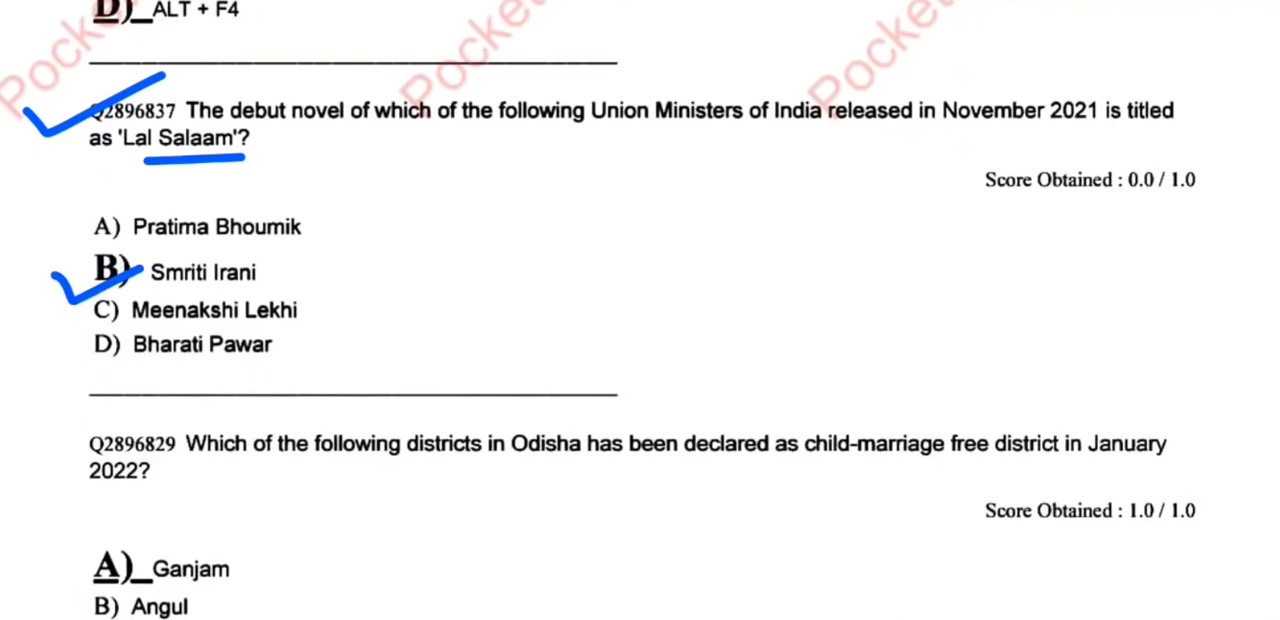 D) ALT + F4
Pocke
Pocket
Pocket
Q2896837 The debut novel of which of the following Union Ministers of India released in November 2021 is titled
as 'Lal Salaam'?
Score Obtained : 0.0 / 1.0
A) Pratima Bhoumik
B) Smriti Irani
C) Meenakshi Lekhi
D) Bharati Pawar
Q2896829 Which of the following districts in Odisha has been declared as child-marriage free district in January
2022?
Score Obtained : 1.0 / 1.0
A) Ganjam
B) Angul